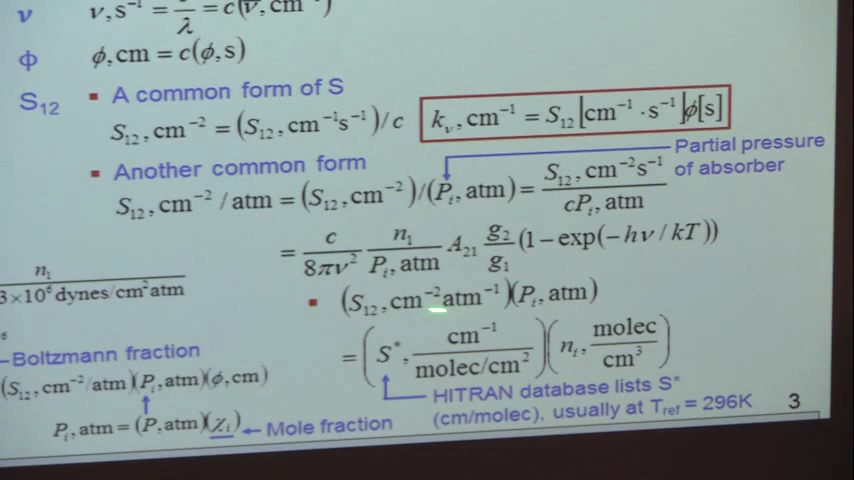 ν ν,s⁻¹ = — = c(ν̄,cm⁻¹)
λ
Φ ϕ,cm = c(ϕ,s)
S₁₂ ▪ A common form of S
S₁₂,cm⁻² = (S₁₂,cm⁻¹s⁻¹)/c
kᵥ,cm⁻¹ = S₁₂[cm⁻¹·s⁻¹]ϕ[s]
▪ Another common form
Partial pressure
of absorber
S₁₂,cm⁻²/atm = (S₁₂,cm⁻²)/(Pᵢ,atm) = S₁₂,cm⁻²s⁻¹ / cPᵢ,atm
= c/8πν² n₁/Pᵢ,atm A₂₁ g₂/g₁ (1−exp(−hν/kT))
n₁
3×10⁶ dynes/cm²atm
▪ (S₁₂,cm⁻²atm⁻¹)(Pᵢ,atm)
= (S*, cm⁻¹ / molec/cm²)(nᵢ, molec/cm³)
Boltzmann fraction
(S₁₂,cm⁻²/atm)(Pᵢ,atm)(ϕ,cm)
Pᵢ,atm = (P,atm)(χᵢ) Mole fraction
HITRAN database lists S*
(cm/molec), usually at T_ref = 296K
3